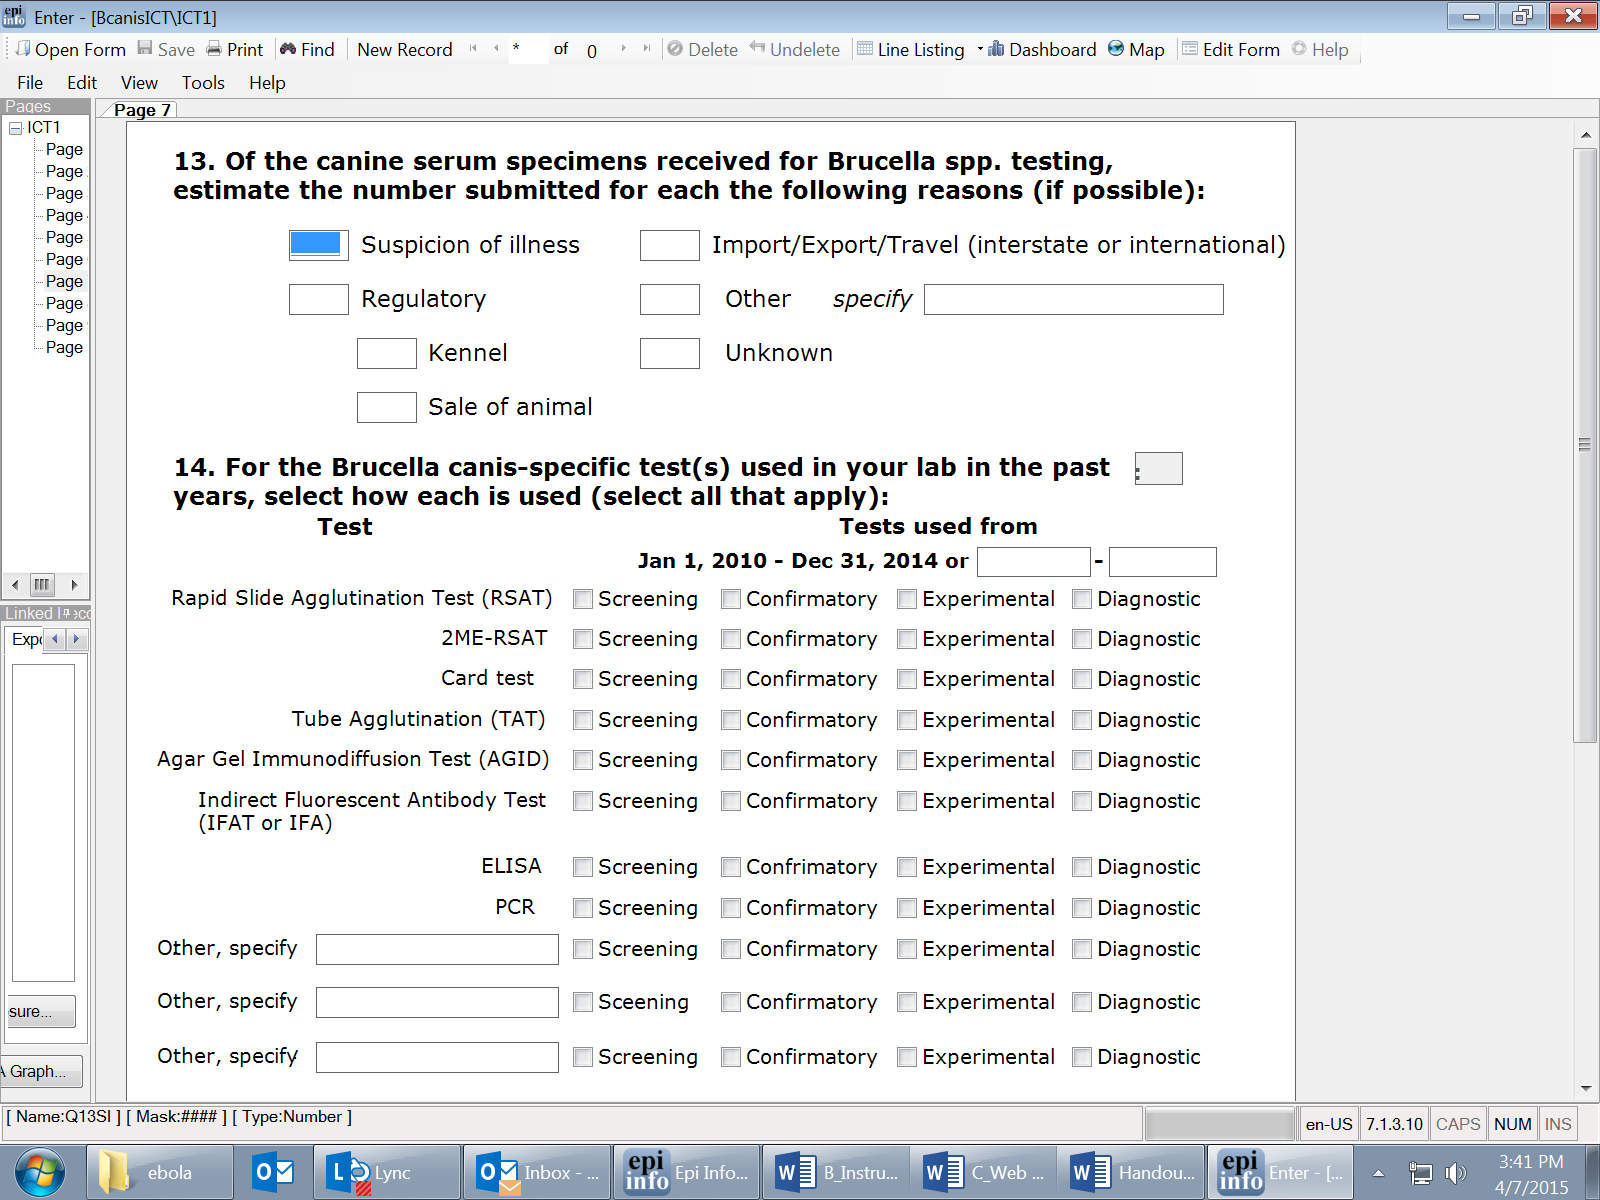 epi info Enter - [BcanisICT\ICT1]
Open Form Save Print Find New Record * of 0 Delete Undelete Line Listing Dashboard Map Edit Form Help
File Edit View Tools Help
Pages
Page 7
ICT1
Page
Page
Page
Page
Page
Page
Page
Page
Page
Page
13. Of the canine serum specimens received for Brucella spp. testing,
estimate the number submitted for each the following reasons (if possible):
Suspicion of illness Import/Export/Travel (interstate or international)
Regulatory Other specify
Kennel Unknown
Sale of animal
14. For the Brucella canis-specific test(s) used in your lab in the past :
years, select how each is used (select all that apply):
Test Tests used from
Jan 1, 2010 - Dec 31, 2014 or -
Rapid Slide Agglutination Test (RSAT) Screening Confirmatory Experimental Diagnostic
2ME-RSAT Screening Confirmatory Experimental Diagnostic
Card test Screening Confirmatory Experimental Diagnostic
Tube Agglutination (TAT) Screening Confirmatory Experimental Diagnostic
Agar Gel Immunodiffusion Test (AGID) Screening Confirmatory Experimental Diagnostic
Indirect Fluorescent Antibody Test Screening Confirmatory Experimental Diagnostic
(IFAT or IFA)
ELISA Screening Confrimatory Experimental Diagnostic
PCR Screening Confirmatory Experimental Diagnostic
Other, specify Screening Confirmatory Experimental Diagnostic
Other, specify Sceening Confirmatory Experimental Diagnostic
Other, specify Screening Confirmatory Experimental Diagnostic
Linked
Expo
sure...
A Graph...
[ Name:Q13SI ] [ Mask:#### ] [ Type:Number ]
en-US 7.1.3.10 CAPS NUM INS
ebola Lync Inbox - ... epi info Epi Info... B_Instru... C_Web ... Handou... epi info Enter - [...
3:41 PM
4/7/2015